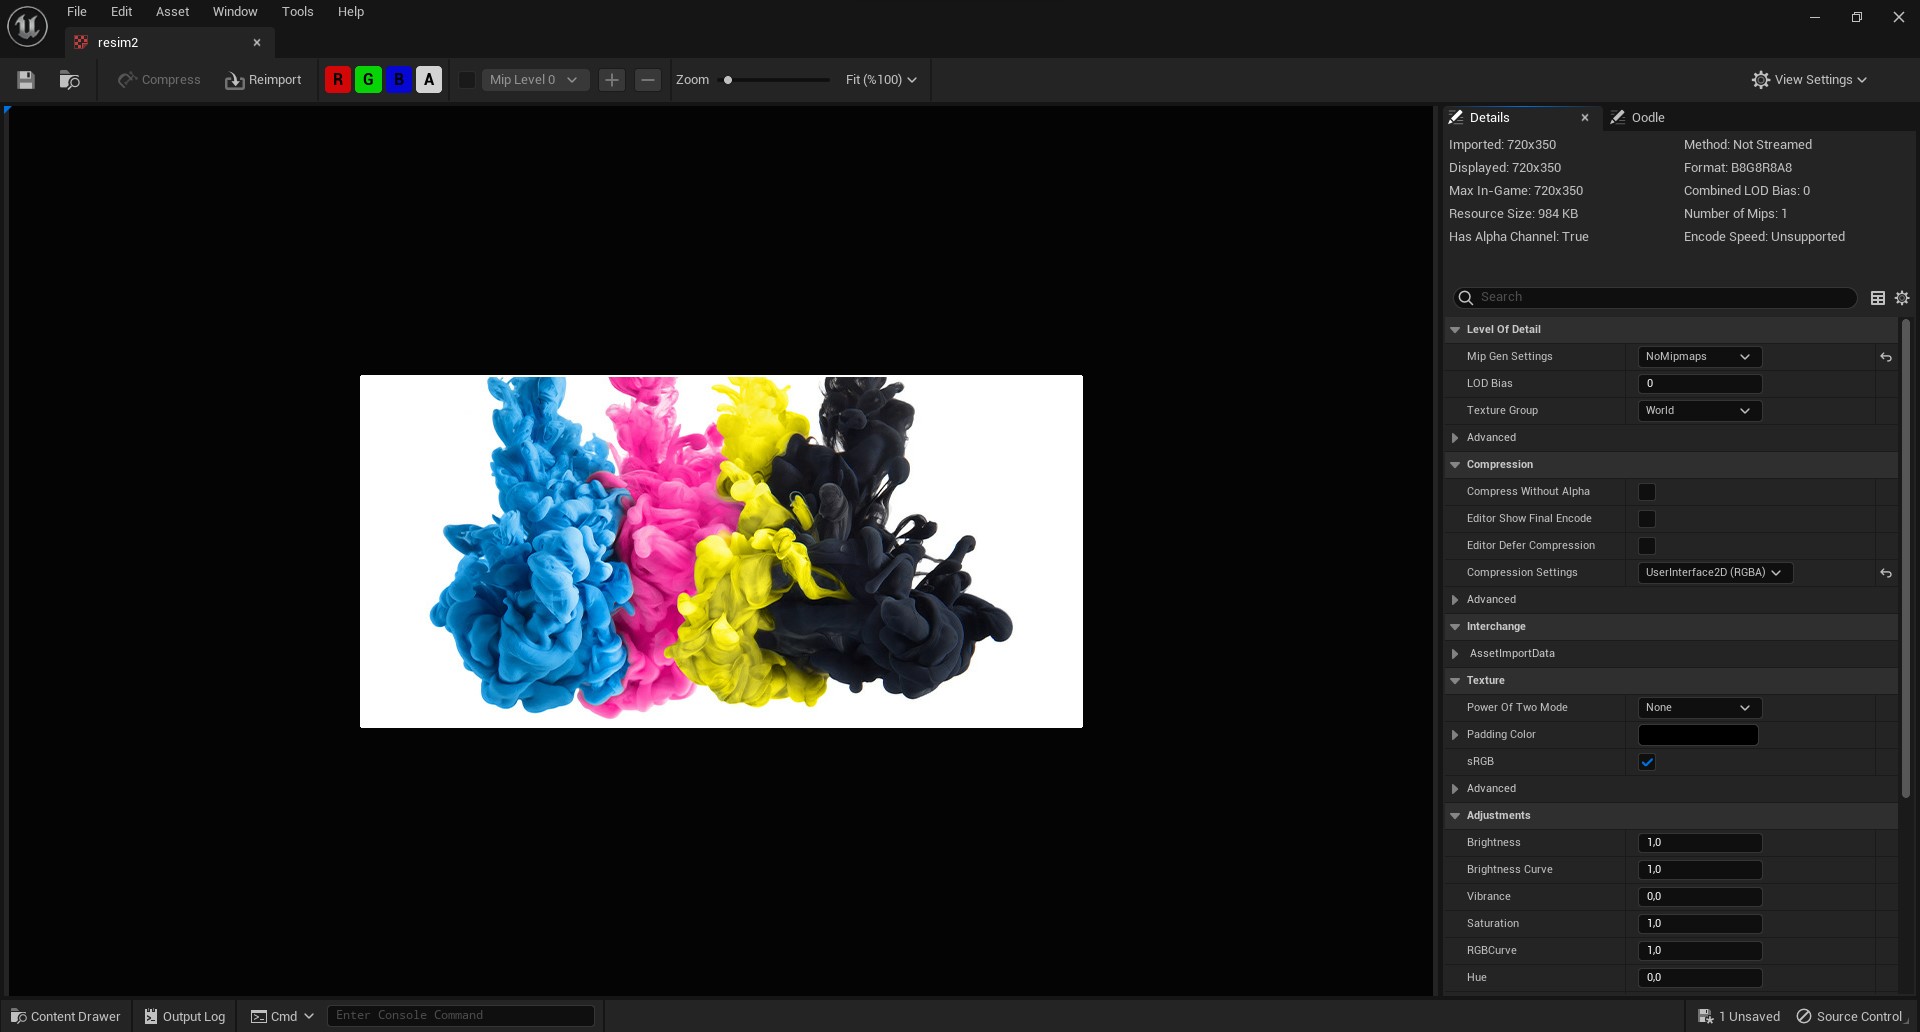 File Edit Asset Window Tools Help
resim2
Compress Reimport R G B A Mip Level 0 Zoom Fit (%100) View Settings
Details Oodle
Imported: 720x350 Method: Not Streamed
Displayed: 720x350 Format: B8G8R8A8
Max In-Game: 720x350 Combined LOD Bias: 0
Resource Size: 984 KB Number of Mips: 1
Has Alpha Channel: True Encode Speed: Unsupported
Search
Level Of Detail
Mip Gen Settings NoMipmaps
LOD Bias 0
Texture Group World
Advanced
Compression
Compress Without Alpha
Editor Show Final Encode
Editor Defer Compression
Compression Settings UserInterface2D (RGBA)
Advanced
Interchange
AssetImportData
Texture
Power Of Two Mode None
Padding Color
sRGB
Advanced
Adjustments
Brightness 1,0
Brightness Curve 1,0
Vibrance 0,0
Saturation 1,0
RGBCurve 1,0
Hue 0,0
Content Drawer Output Log Cmd Enter Console Command 1 Unsaved Source Control